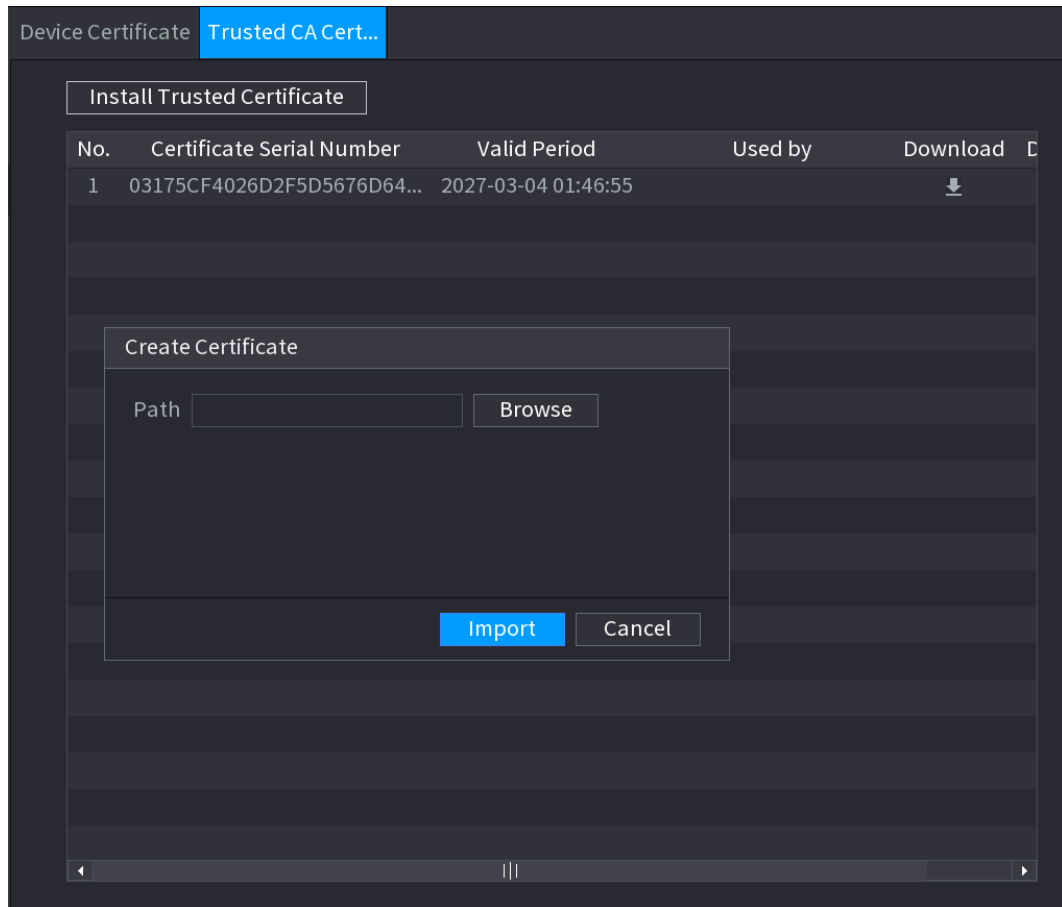 Device Certificate Trusted CA Cert...
Install Trusted Certificate
No. Certificate Serial Number Valid Period Used by Download D
1 03175CF4026D2F5D5676D64... 2027-03-04 01:46:55
Create Certificate
Path Browse
Import Cancel